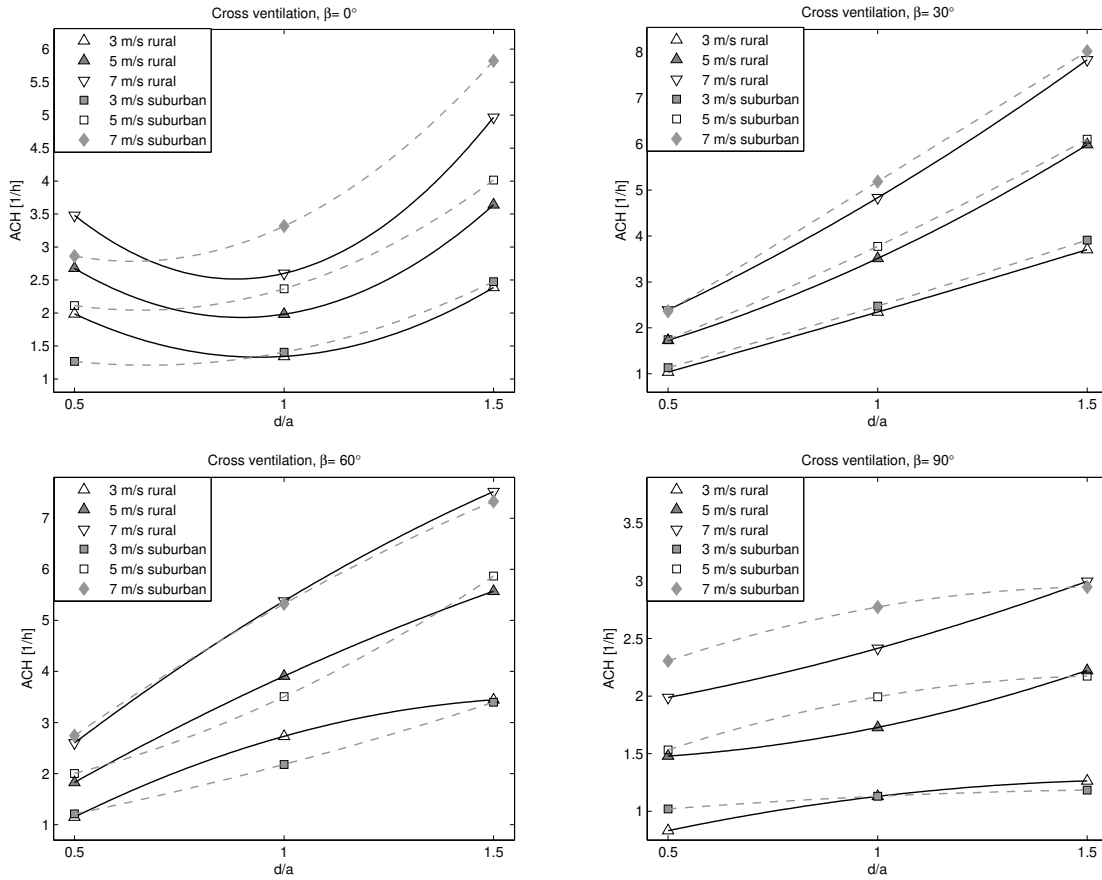 Cross ventilation, β= 0°
6
5.5
5
4.5
4
3.5
3
2.5
2
1.5
1
ACH [1/h]
3 m/s rural
5 m/s rural
7 m/s rural
3 m/s suburban
5 m/s suburban
7 m/s suburban
0.5 1 1.5
d/a
Cross ventilation, β= 30°
8
7
6
5
4
3
2
1
ACH [1/h]
3 m/s rural
5 m/s rural
7 m/s rural
3 m/s suburban
5 m/s suburban
7 m/s suburban
0.5 1 1.5
d/a
Cross ventilation, β= 60°
7
6
5
4
3
2
1
ACH [1/h]
3 m/s rural
5 m/s rural
7 m/s rural
3 m/s suburban
5 m/s suburban
7 m/s suburban
0.5 1 1.5
d/a
Cross ventilation, β= 90°
3.5
3
2.5
2
1.5
1
ACH [1/h]
3 m/s rural
5 m/s rural
7 m/s rural
3 m/s suburban
5 m/s suburban
7 m/s suburban
0.5 1 1.5
d/a